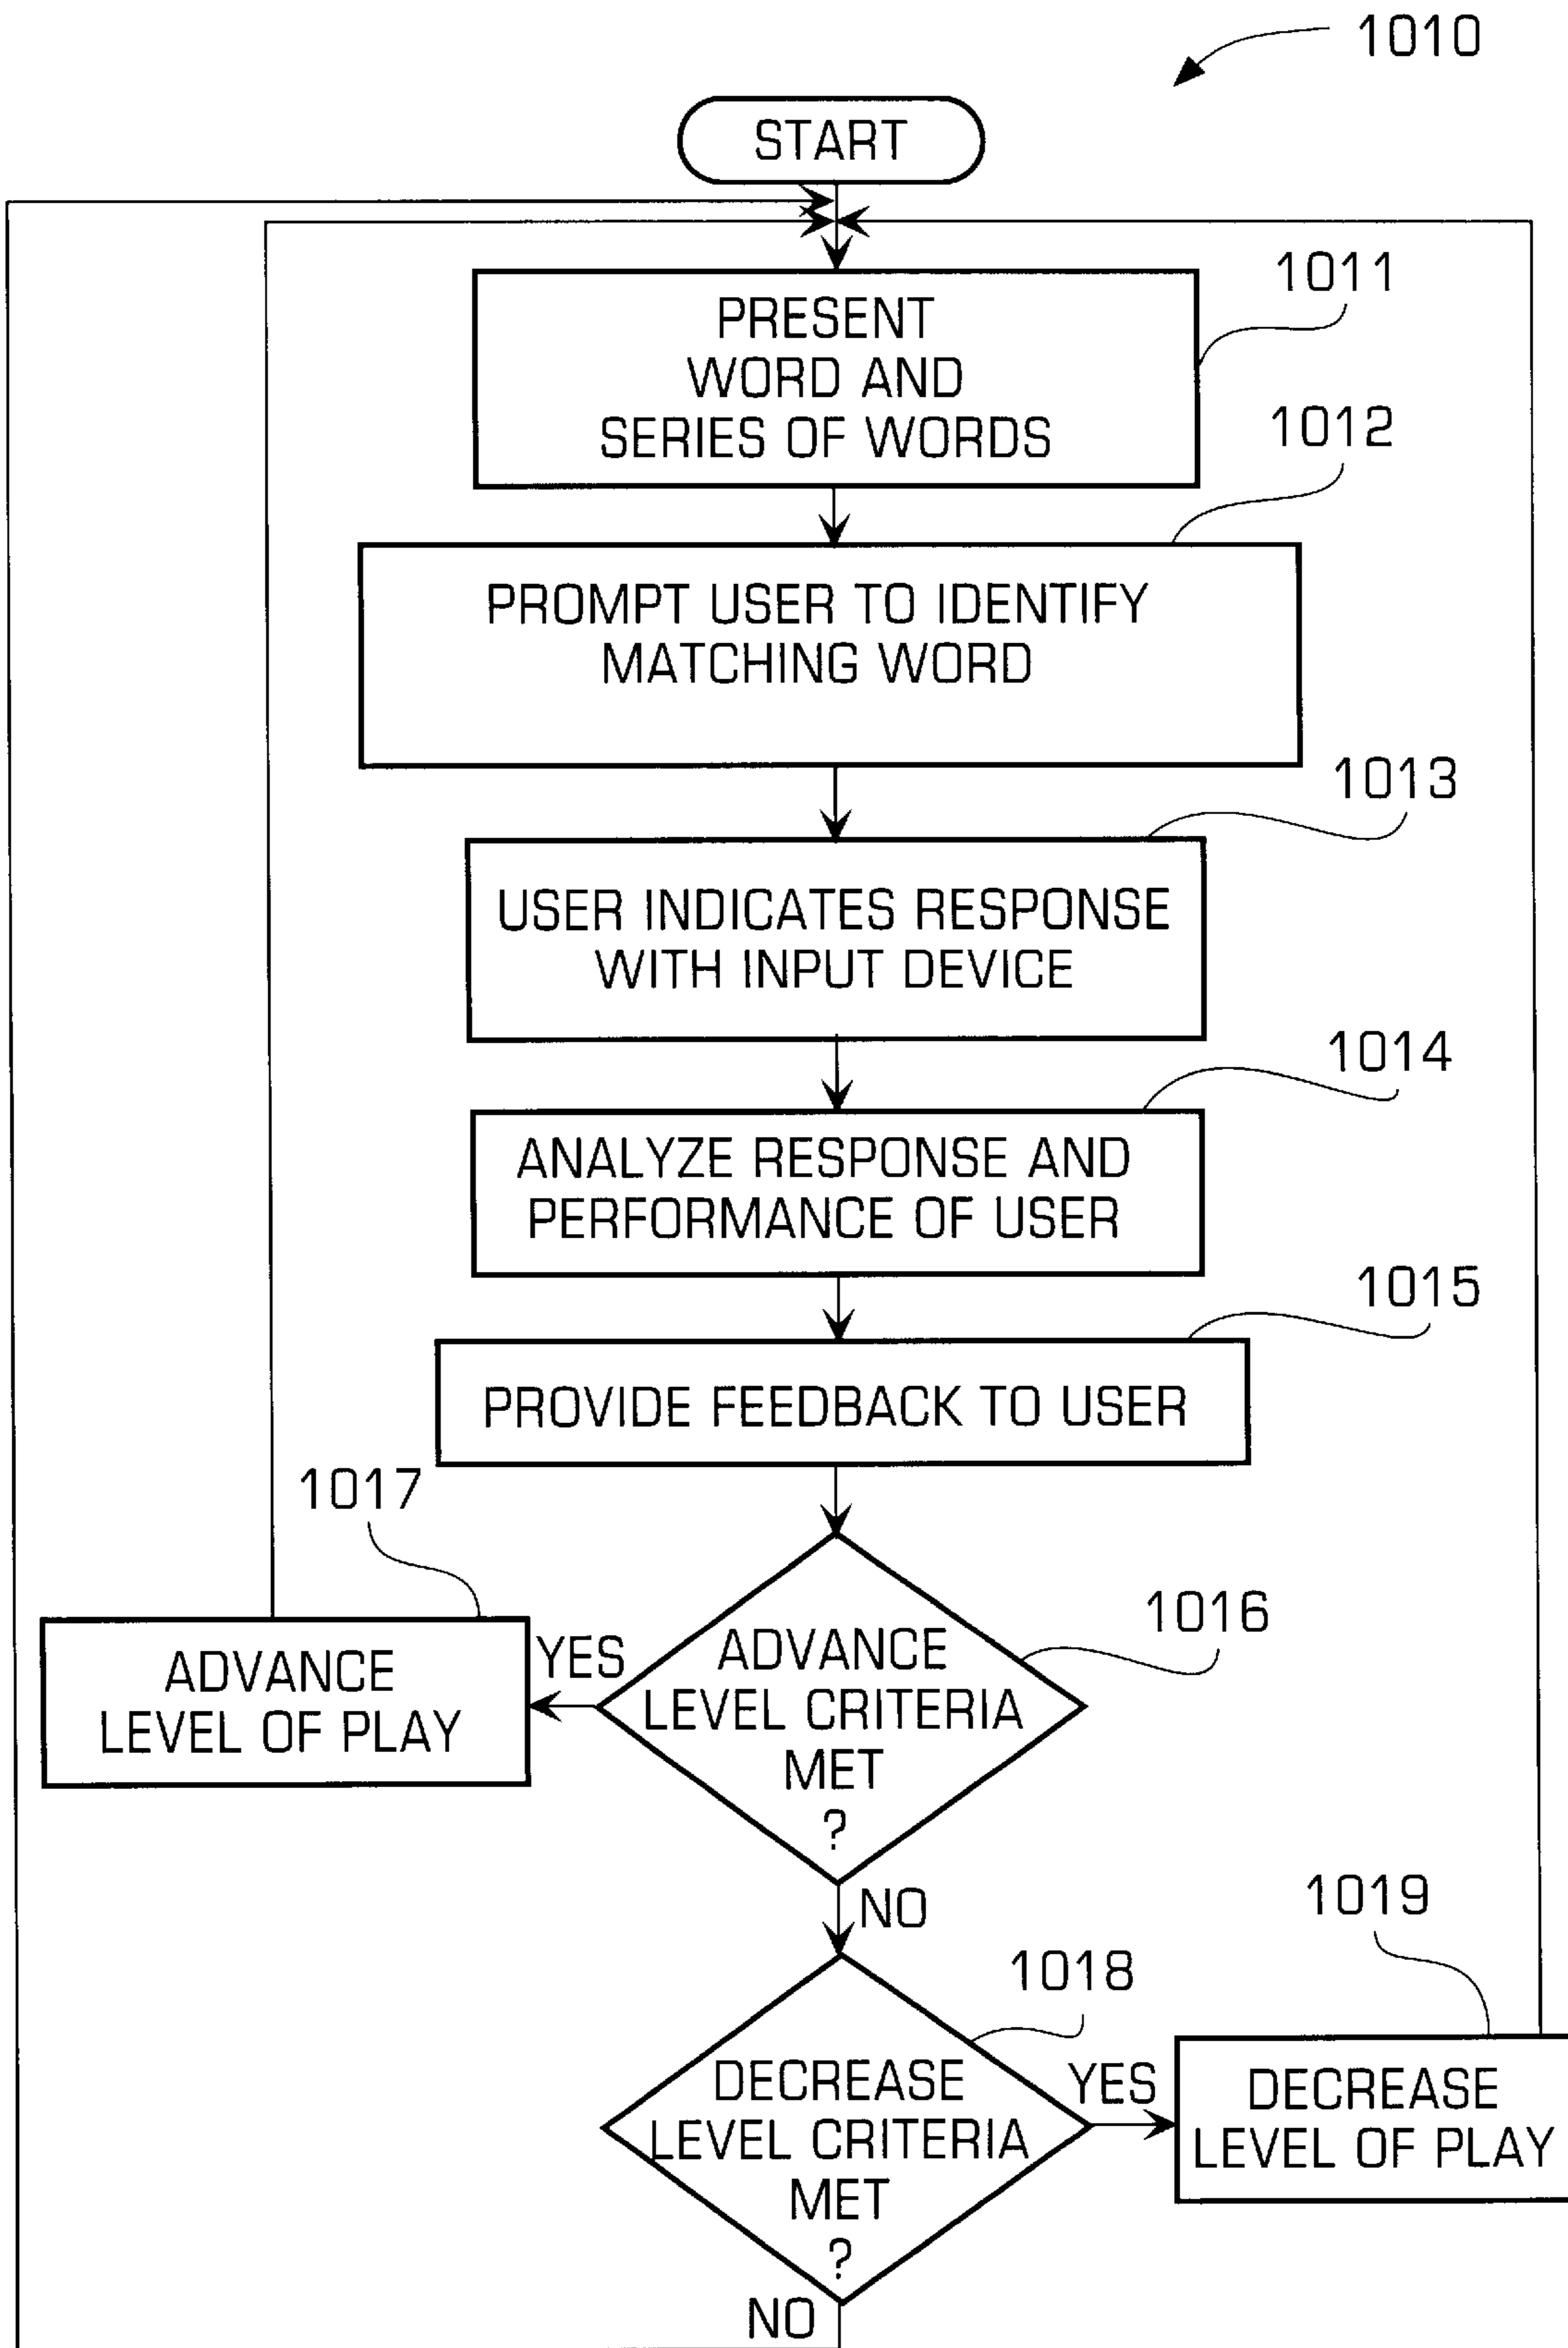 1010
START
1011
PRESENT
WORD AND
SERIES OF WORDS
1012
PROMPT USER TO IDENTIFY
MATCHING WORD
1013
USER INDICATES RESPONSE
WITH INPUT DEVICE
1014
ANALYZE RESPONSE AND
PERFORMANCE OF USER
1015
PROVIDE FEEDBACK TO USER
1017
1016
ADVANCE
LEVEL OF PLAY
YES
ADVANCE
LEVEL CRITERIA
MET
?
NO
1019
1018
DECREASE
LEVEL CRITERIA
MET
?
YES
DECREASE
LEVEL OF PLAY
NO